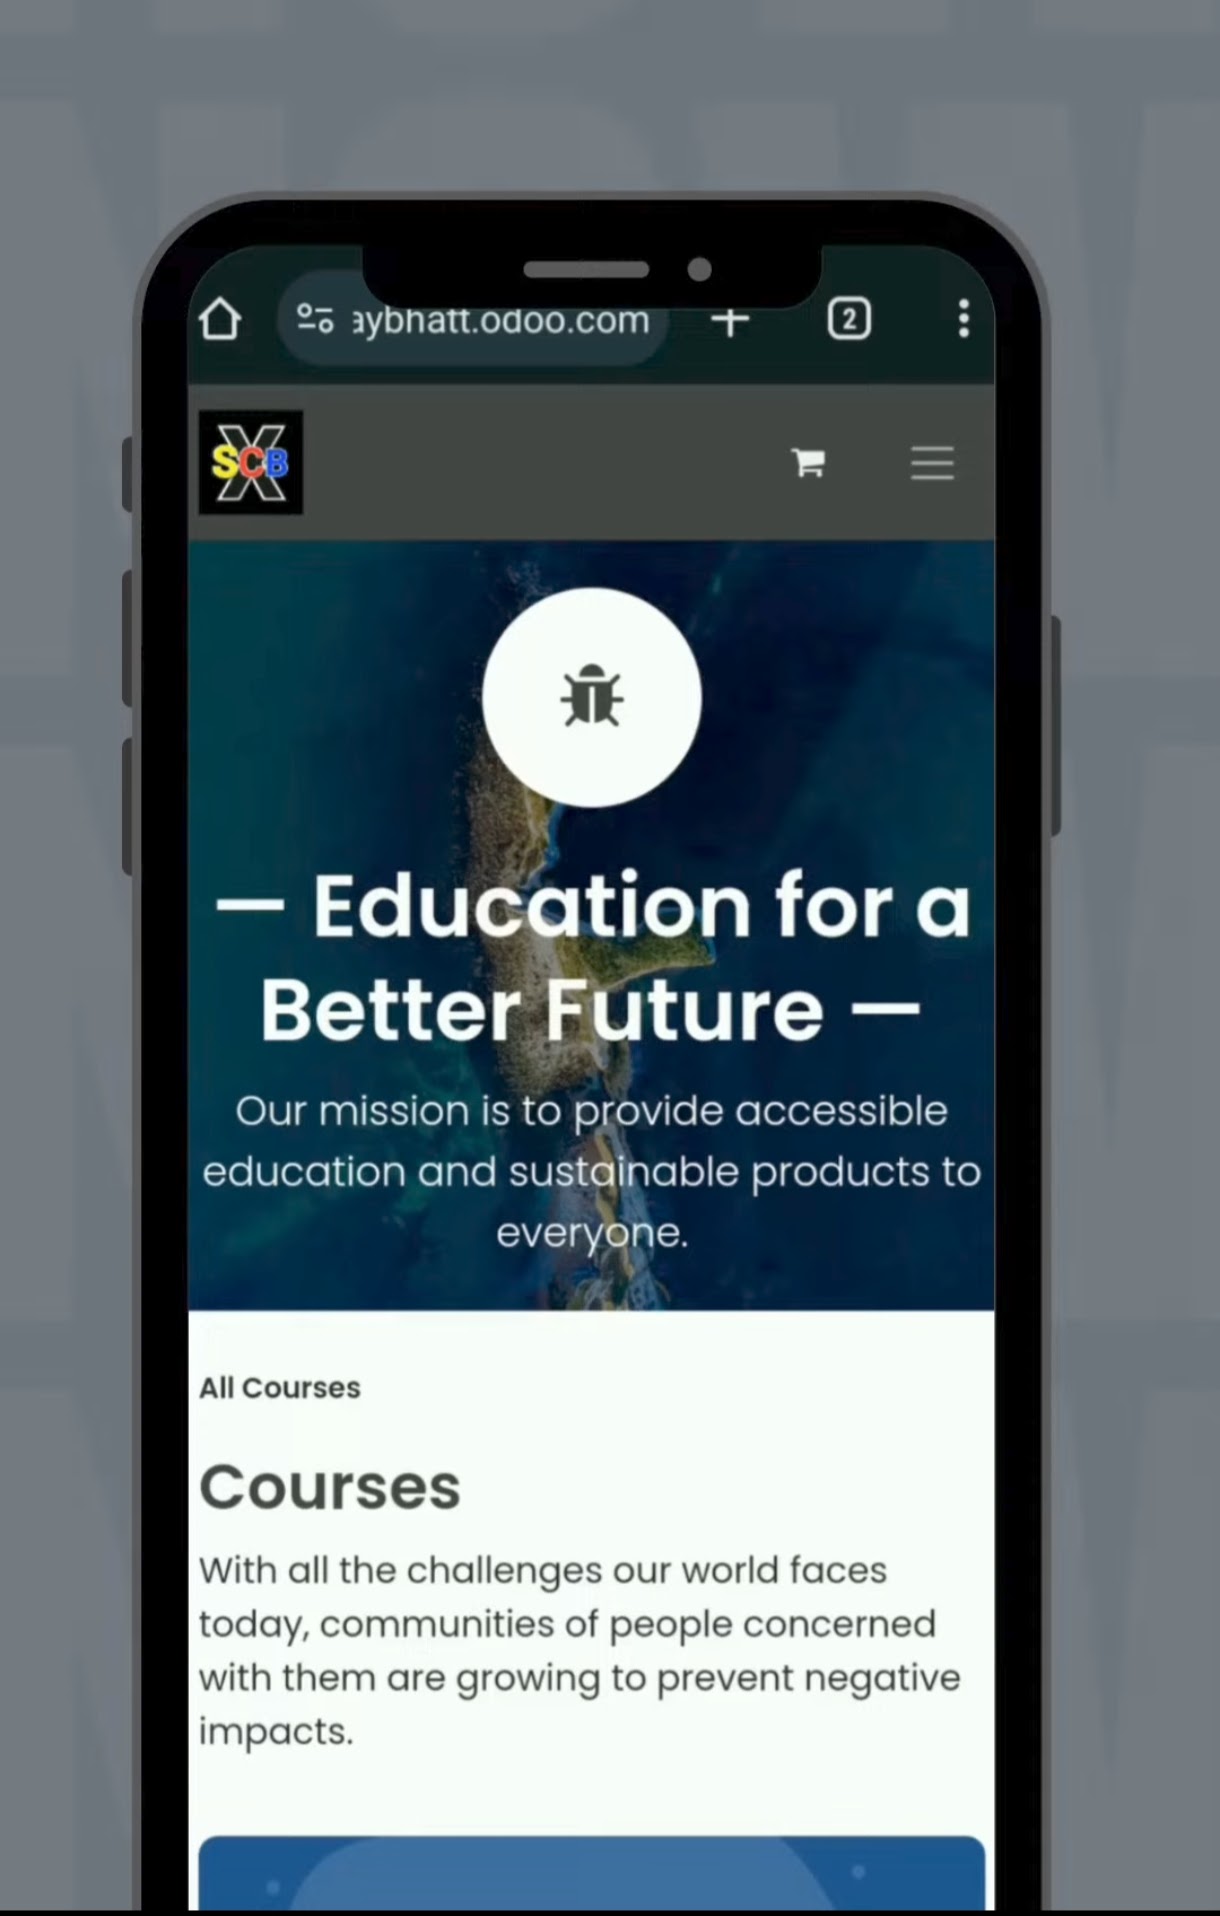 aybhatt.odoo.com
2
X
SCB
— Education for a
Better Future —
Our mission is to provide accessible
education and sustainable products to
everyone.
All Courses
Courses
With all the challenges our world faces
today, communities of people concerned
with them are growing to prevent negative
impacts.